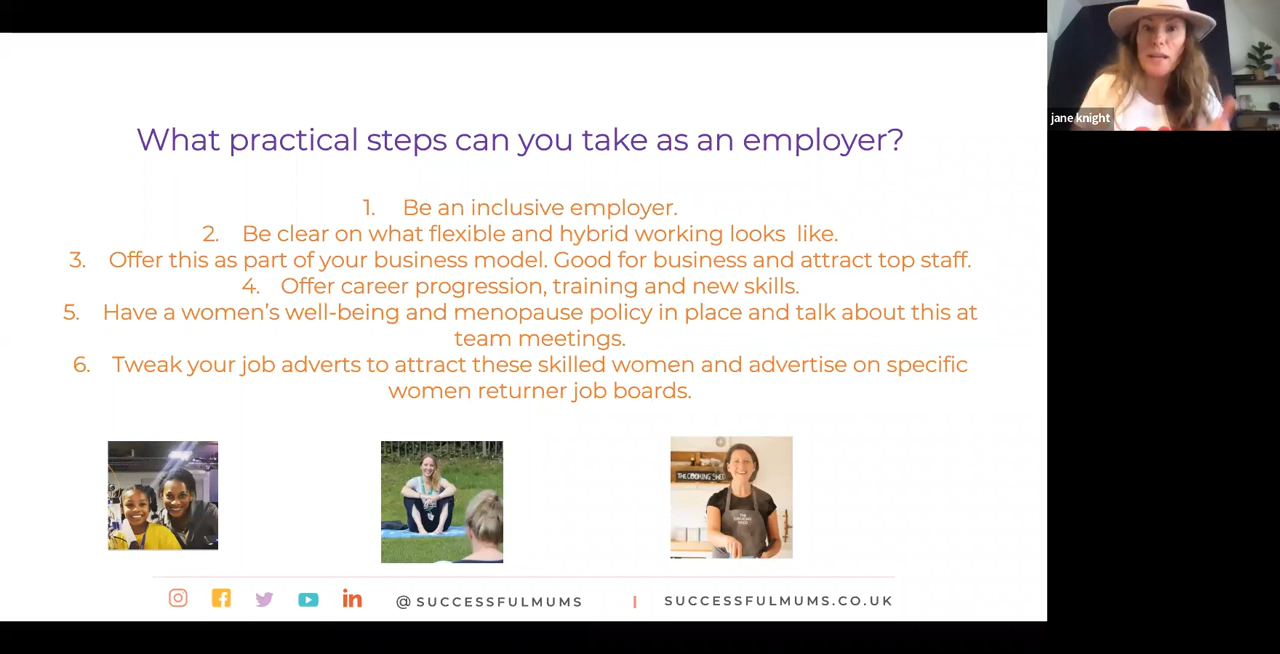 jane knight
What practical steps can you take as an employer?
1. Be an inclusive employer.
2. Be clear on what flexible and hybrid working looks like.
3. Offer this as part of your business model. Good for business and attract top staff.
4. Offer career progression, training and new skills.
5. Have a women's well-being and menopause policy in place and talk about this at
team meetings.
6. Tweak your job adverts to attract these skilled women and advertise on specific
women returner job boards.
THE COOKING SHED
@SUCCESSFULMUMS | SUCCESSFULMUMS.CO.UK